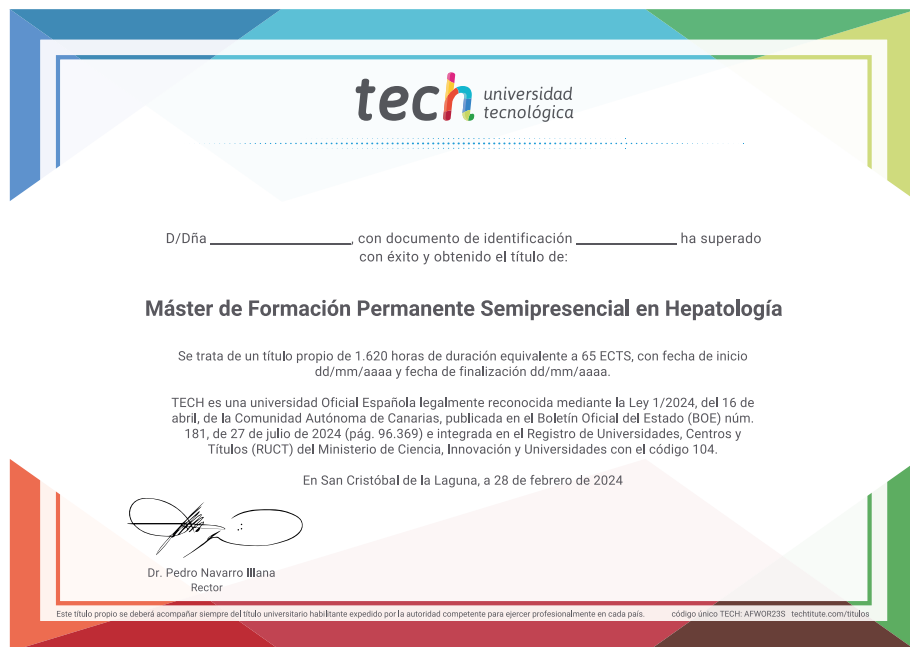 tech universidad
tecnológica
D/Dña ________________, con documento de identificación ____________ ha superado
con éxito y obtenido el título de:
Máster de Formación Permanente Semipresencial en Hepatología
Se trata de un título propio de 1.620 horas de duración equivalente a 65 ECTS, con fecha de inicio
dd/mm/aaaa y fecha de finalización dd/mm/aaaa.
TECH es una universidad Oficial Española legalmente reconocida mediante la Ley 1/2024, del 16 de
abril, de la Comunidad Autónoma de Canarias, publicada en el Boletín Oficial del Estado (BOE) núm.
181, de 27 de julio de 2024 (pág. 96.369) e integrada en el Registro de Universidades, Centros y
Títulos (RUCT) del Ministerio de Ciencia, Innovación y Universidades con el código 104.
En San Cristóbal de la Laguna, a 28 de febrero de 2024
Dr. Pedro Navarro Illana
Rector
Este título propio se deberá acompañar siempre del título universitario habilitante expedido por la autoridad competente para ejercer profesionalmente en cada país. código único TECH: AFWOR23S techtitute.com/titulos